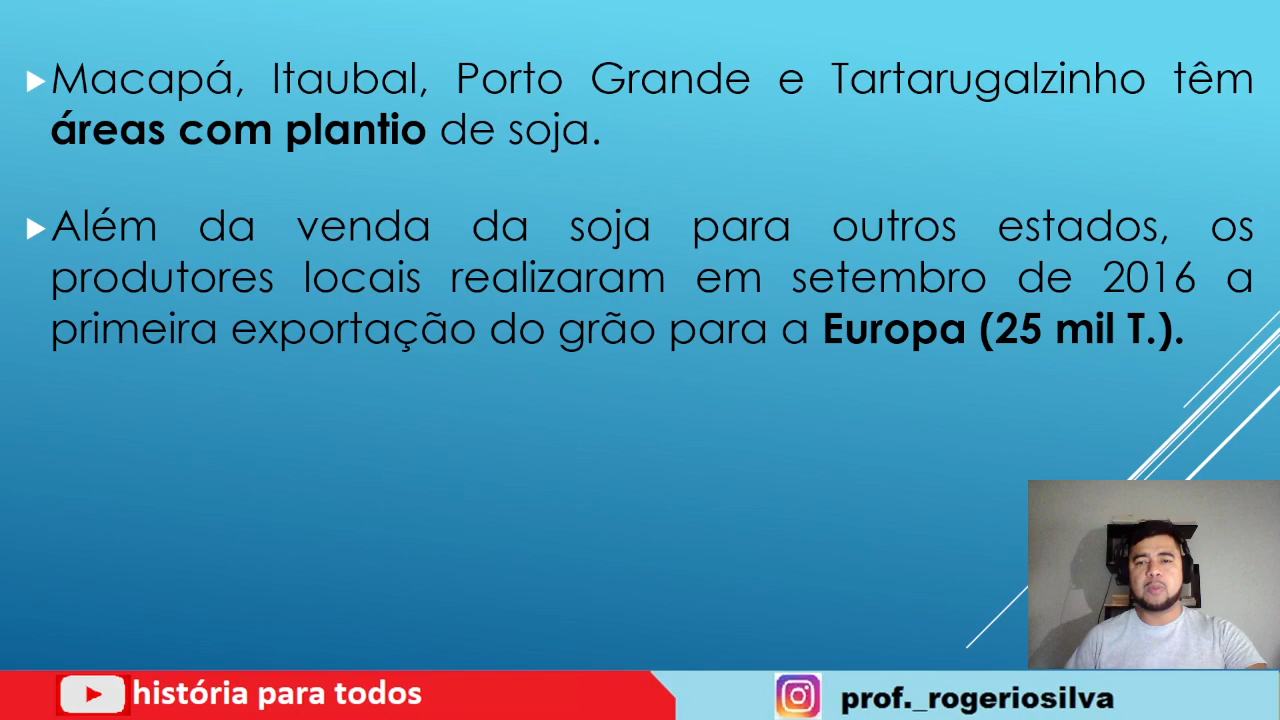 Macapá, Itaubal, Porto Grande e Tartarugalzinho têm
áreas com plantio de soja.
Além da venda da soja para outros estados, os
produtores locais realizaram em setembro de 2016 a
primeira exportação do grão para a Europa (25 mil T.).
história para todos
prof._rogeriosilva